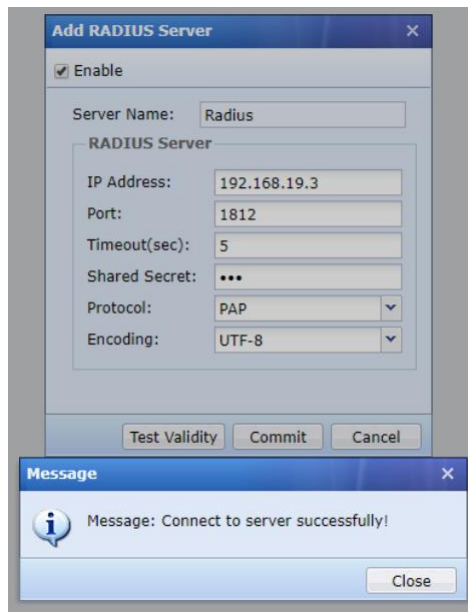 Add RADIUS Server
Enable
Server Name: Radius
RADIUS Server
IP Address: 192.168.19.3
Port: 1812
Timeout(sec): 5
Shared Secret: •••
Protocol: PAP
Encoding: UTF-8
Test Validity Commit Cancel
Message
Message: Connect to server successfully!
Close